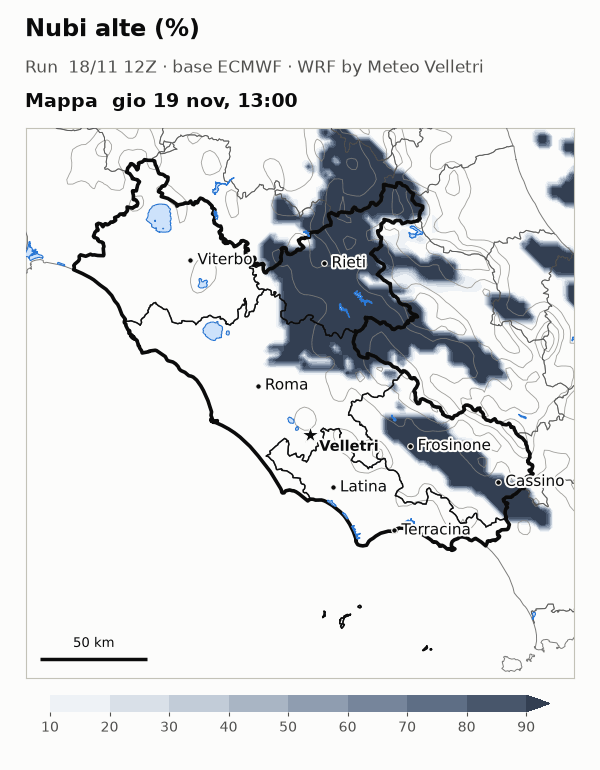 Nubi alte (%)
Run  18/11 12Z · base ECMWF · WRF by Meteo Velletri
Mappa  gio 19 nov, 13:00
Viterbo
Rieti
Roma
Velletri
Frosinone
Cassino
Latina
Terracina
50 km
10 20 30 40 50 60 70 80 90